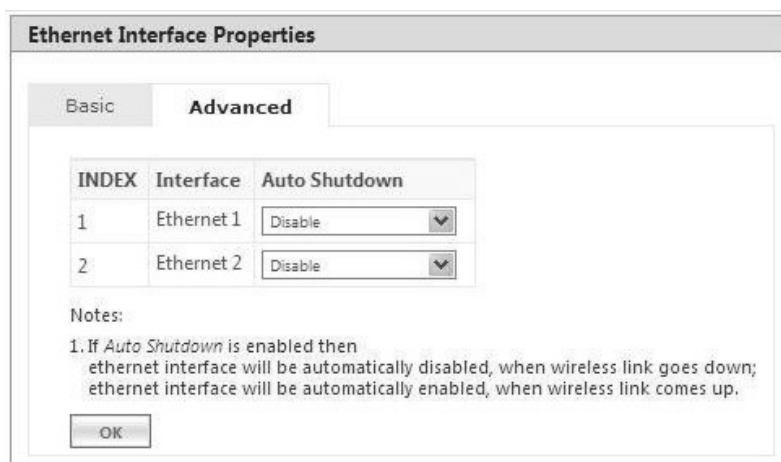 Ethernet Interface Properties
Basic Advanced
INDEX Interface Auto Shutdown
1 Ethernet 1 Disable
2 Ethernet 2 Disable
Notes:
1. If Auto Shutdown is enabled then
ethernet interface will be automatically disabled, when wireless link goes down;
ethernet interface will be automatically enabled, when wireless link comes up.
OK